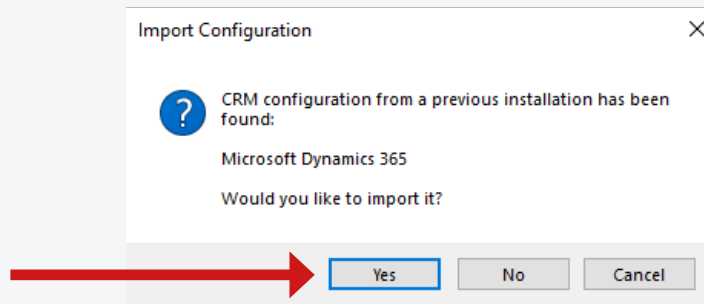 Import Configuration
CRM configuration from a previous installation has been
found:
Microsoft Dynamics 365
Would you like to import it?
Yes No Cancel